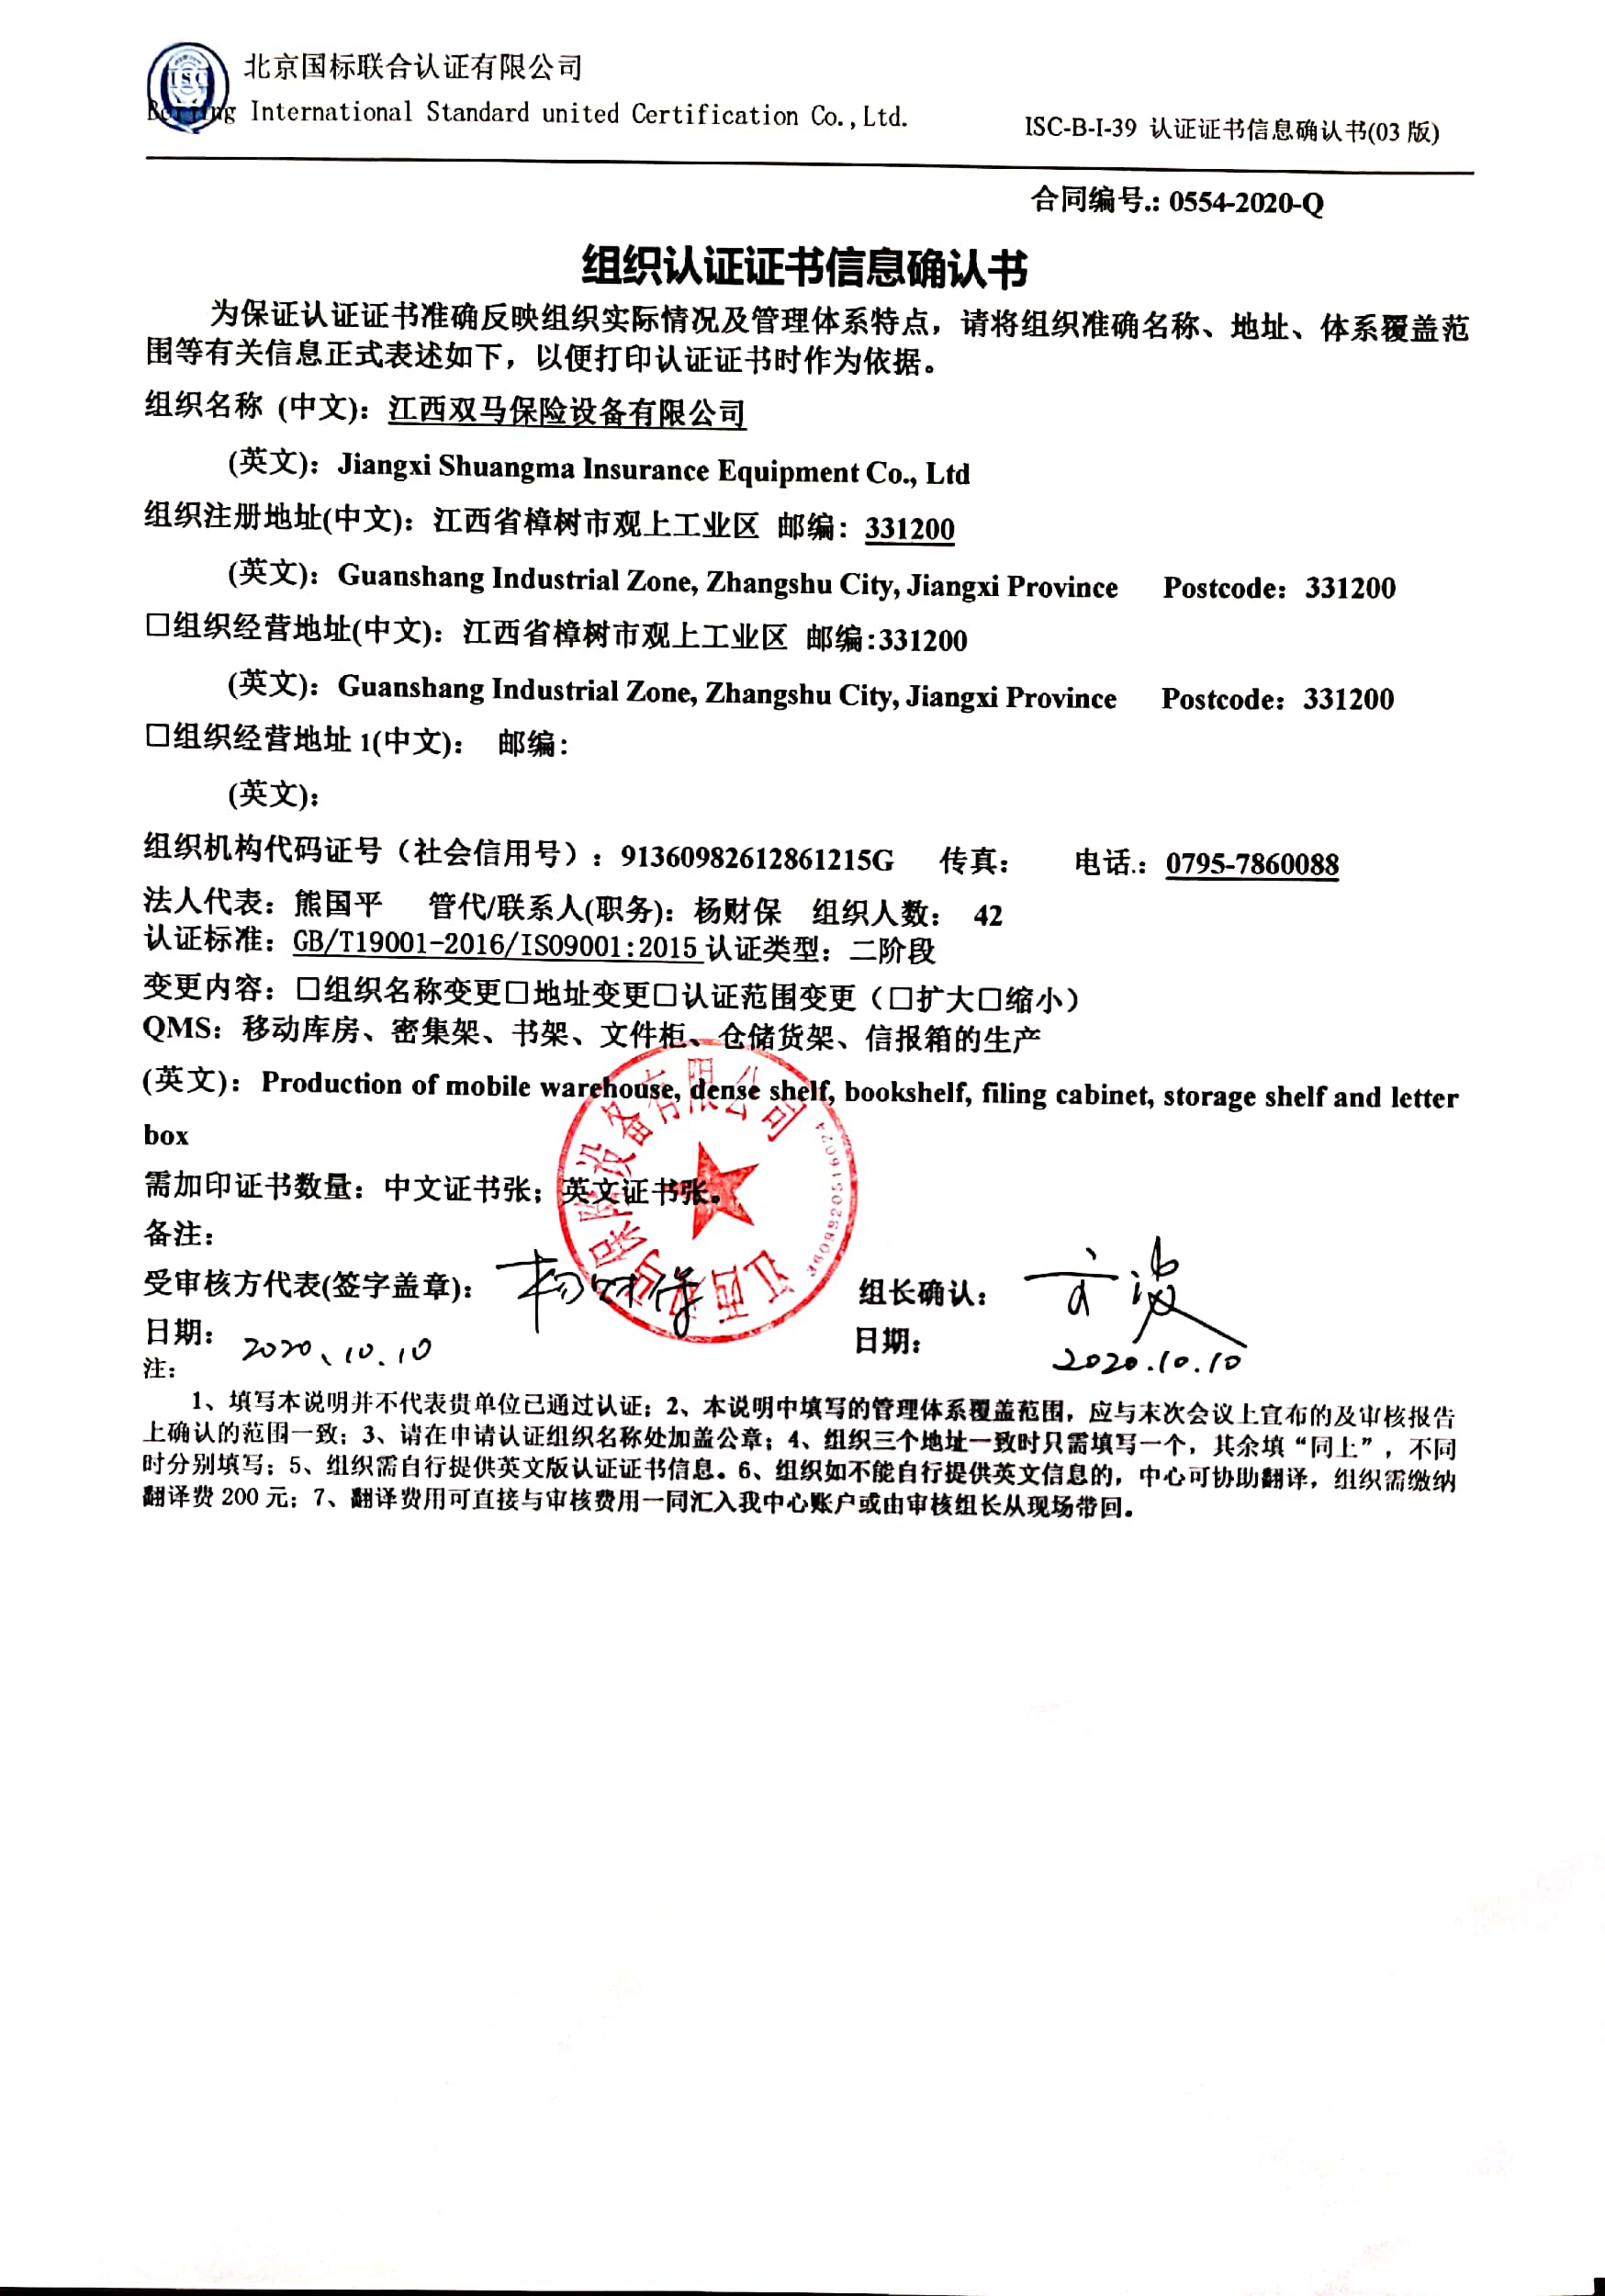 北京国标联合认证有限公司
International Standard united Certification Co.,Ltd.
ISC-B-I-39 认证证书信息确认书(03 版)
合同编号.: 0554-2020-Q
组织认证证书信息确认书
为保证认证证书准确反映组织实际情况及管理体系特点，请将组织准确名称、地址、体系覆盖范
围等有关信息正式表述如下，以便打印认证证书时作为依据。
组织名称 (中文)：江西双马保险设备有限公司
(英文)：Jiangxi Shuangma Insurance Equipment Co., Ltd
组织注册地址(中文)：江西省樟树市观上工业区 邮编：331200
(英文)：Guanshang Industrial Zone, Zhangshu City, Jiangxi Province Postcode：331200
□组织经营地址(中文)：江西省樟树市观上工业区 邮编:331200
(英文)：Guanshang Industrial Zone, Zhangshu City, Jiangxi Province Postcode：331200
□组织经营地址 1(中文)： 邮编：
(英文)：
组织机构代码证号（社会信用号）：91360982612861215G 传真： 电话.：0795-7860088
法人代表：熊国平 管代/联系人(职务)：杨财保 组织人数： 42
认证标准：GB/T19001-2016/ISO9001:2015 认证类型：二阶段
变更内容：□组织名称变更□地址变更□认证范围变更（□扩大□缩小）
QMS：移动库房、密集架、书架、文件柜、仓储货架、信报箱的生产
(英文)：Production of mobile warehouse, dense shelf, bookshelf, filing cabinet, storage shelf and letter
box
需加印证书数量：中文证书张；英文证书张。
备注：
受审核方代表(签字盖章)：杨财保 组长确认：
日期：2020、10.10 日期：2020.10.10
注：
1、填写本说明并不代表贵单位已通过认证；2、本说明中填写的管理体系覆盖范围，应与末次会议上宣布的及审核报告
上确认的范围一致；3、请在申请认证组织名称处加盖公章；4、组织三个地址一致时只需填写一个，其余填“同上”，不同
时分别填写；5、组织需自行提供英文版认证证书信息。6、组织如不能自行提供英文信息的，中心可协助翻译，组织需缴纳
翻译费 200 元；7、翻译费用可直接与审核费用一同汇入我中心账户或由审核组长从现场带回。